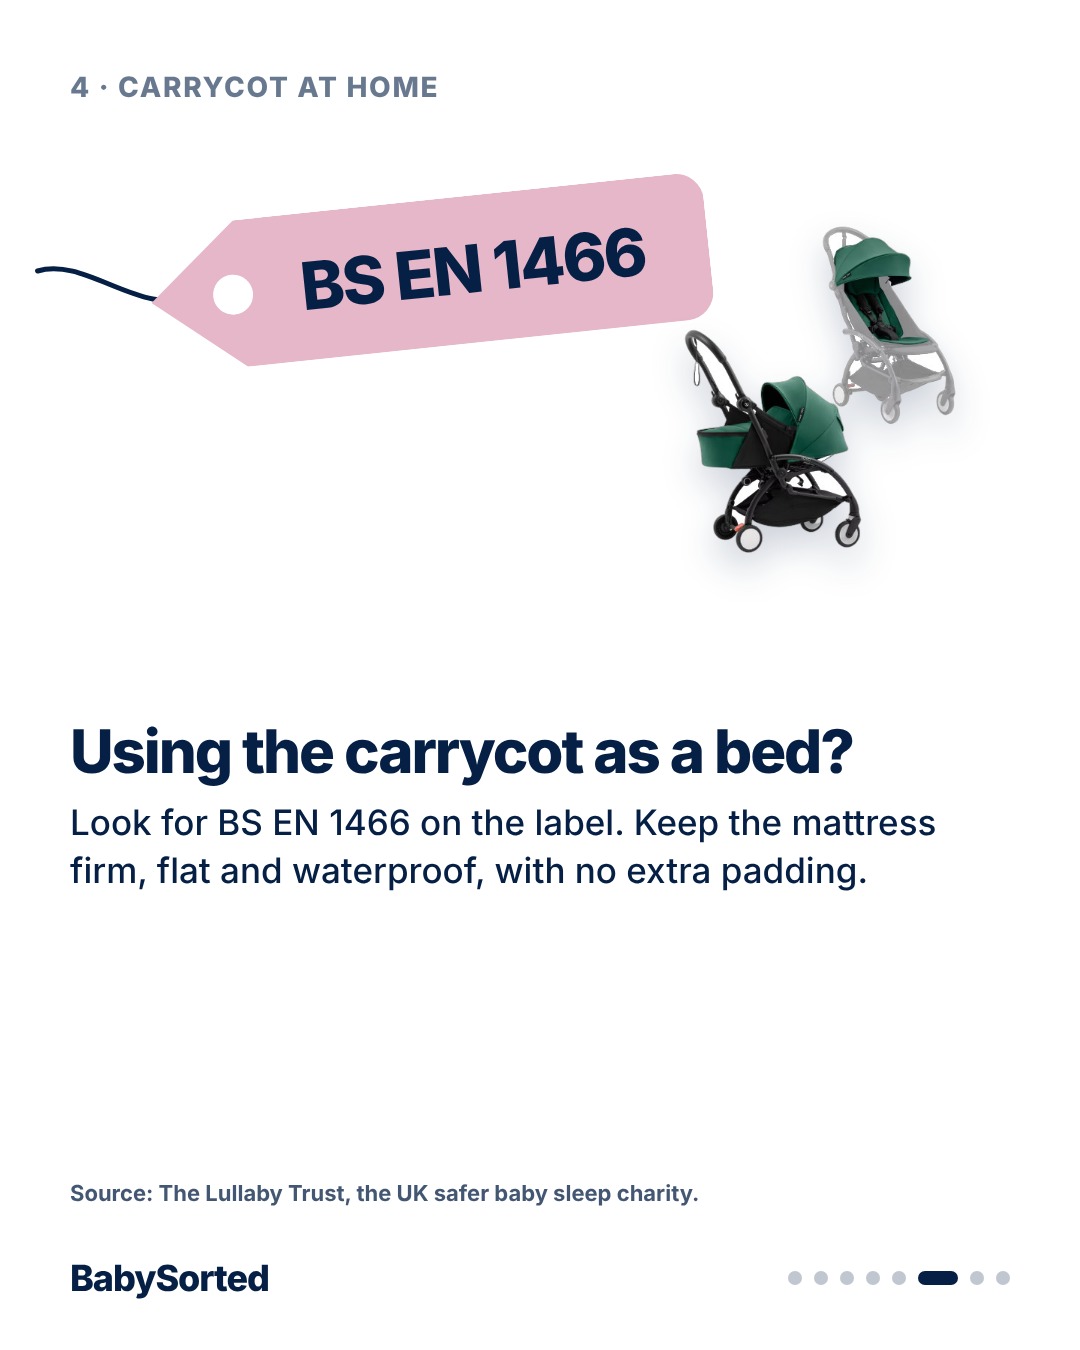 4 · CARRYCOT AT HOME
BS EN 1466
Using the carrycot as a bed?
Look for BS EN 1466 on the label. Keep the mattress
firm, flat and waterproof, with no extra padding.
Source: The Lullaby Trust, the UK safer baby sleep charity.
BabySorted